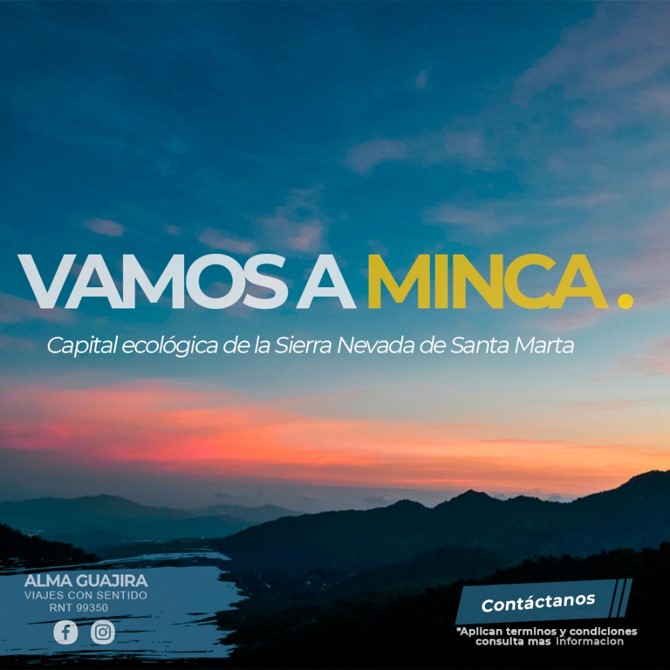 VAMOS A MINCA.
Capital ecológica de la Sierra Nevada de Santa Marta
ALMA GUAJIRA
VIAJES CON SENTIDO
RNT 99350
Contáctanos
*Aplican terminos y condiciones
consulta mas informacion